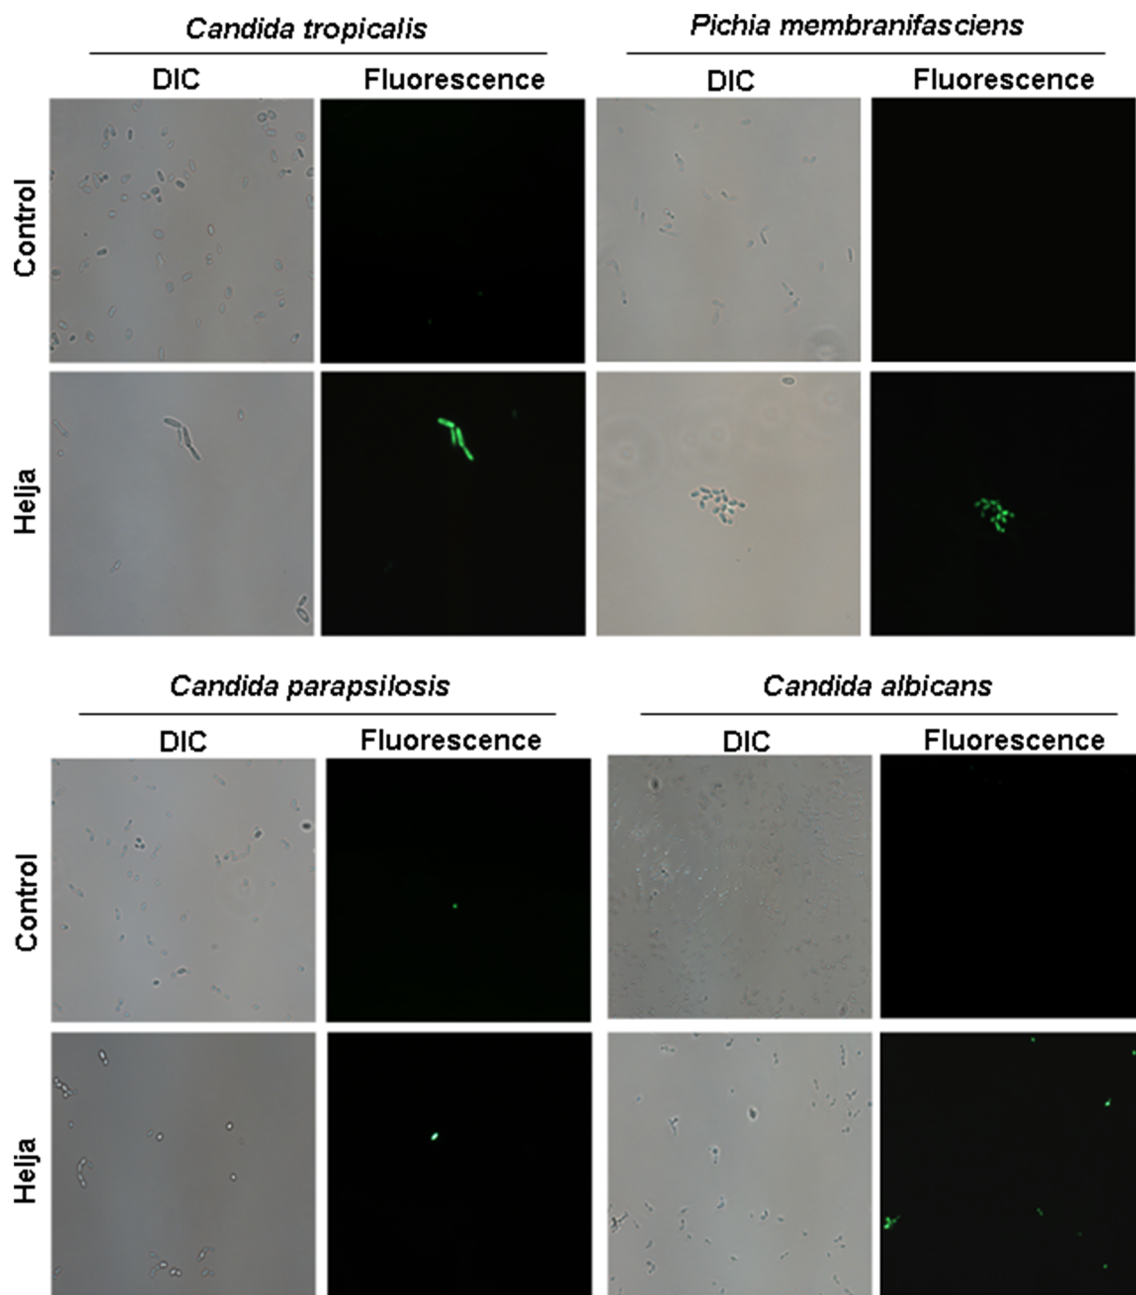 Candida tropicalis
Pichia membranifasciens
DIC
Fluorescence
DIC
Fluorescence
Control
Helja
Candida parapsilosis
Candida albicans
DIC
Fluorescence
DIC
Fluorescence
Control
Helja